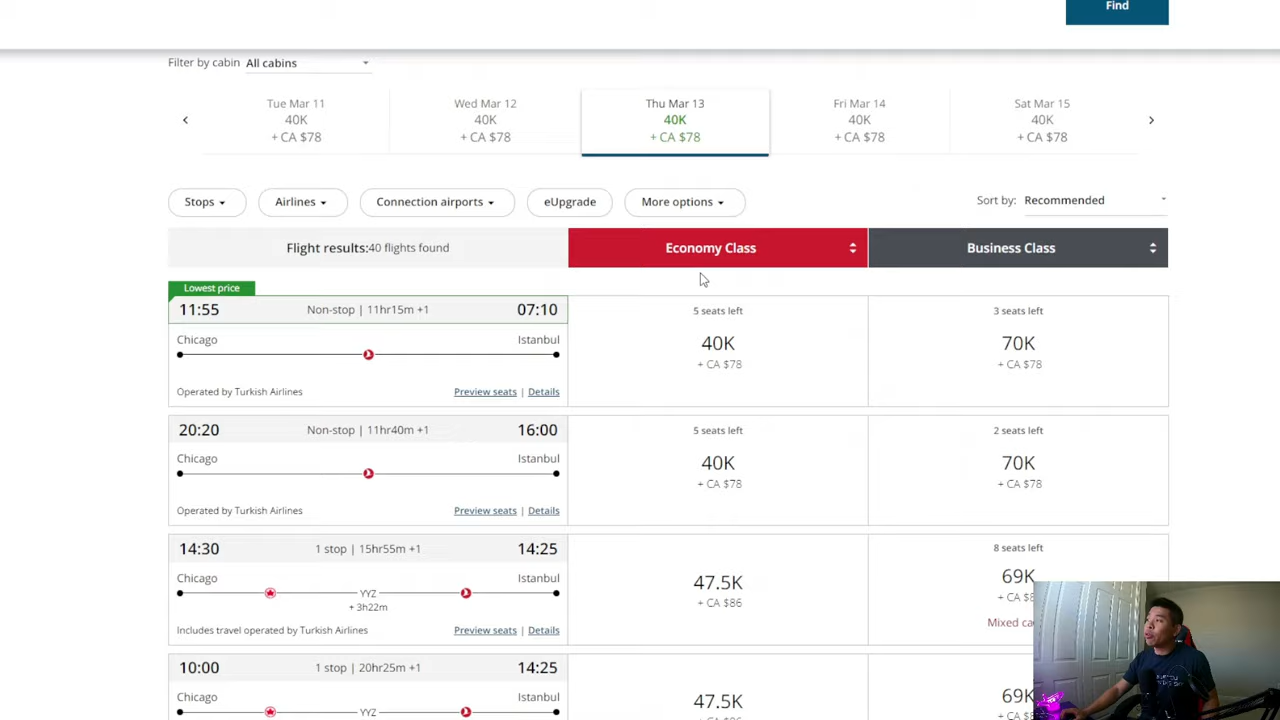 Find
Filter by cabin All cabins
Tue Mar 11
40K
+ CA $78
Wed Mar 12
40K
+ CA $78
Thu Mar 13
40K
+ CA $78
Fri Mar 14
40K
+ CA $78
Sat Mar 15
40K
+ CA $78
Stops
Airlines
Connection airports
eUpgrade
More options
Sort by: Recommended
Flight results:40 flights found
Economy Class
Business Class
Lowest price
11:55 Non-stop | 11hr15m +1 07:10
Chicago Istanbul
Operated by Turkish Airlines Preview seats | Details
5 seats left
40K
+ CA $78
3 seats left
70K
+ CA $78
20:20 Non-stop | 11hr40m +1 16:00
Chicago Istanbul
Operated by Turkish Airlines Preview seats | Details
5 seats left
40K
+ CA $78
2 seats left
70K
+ CA $78
14:30 1 stop | 15hr55m +1 14:25
Chicago Istanbul
YYZ
+ 3h22m
Includes travel operated by Turkish Airlines Preview seats | Details
47.5K
+ CA $86
8 seats left
69K
+ CA
Mixed
10:00 1 stop | 20hr25m +1 14:25
Chicago Istanbul
YYZ
47.5K
69K